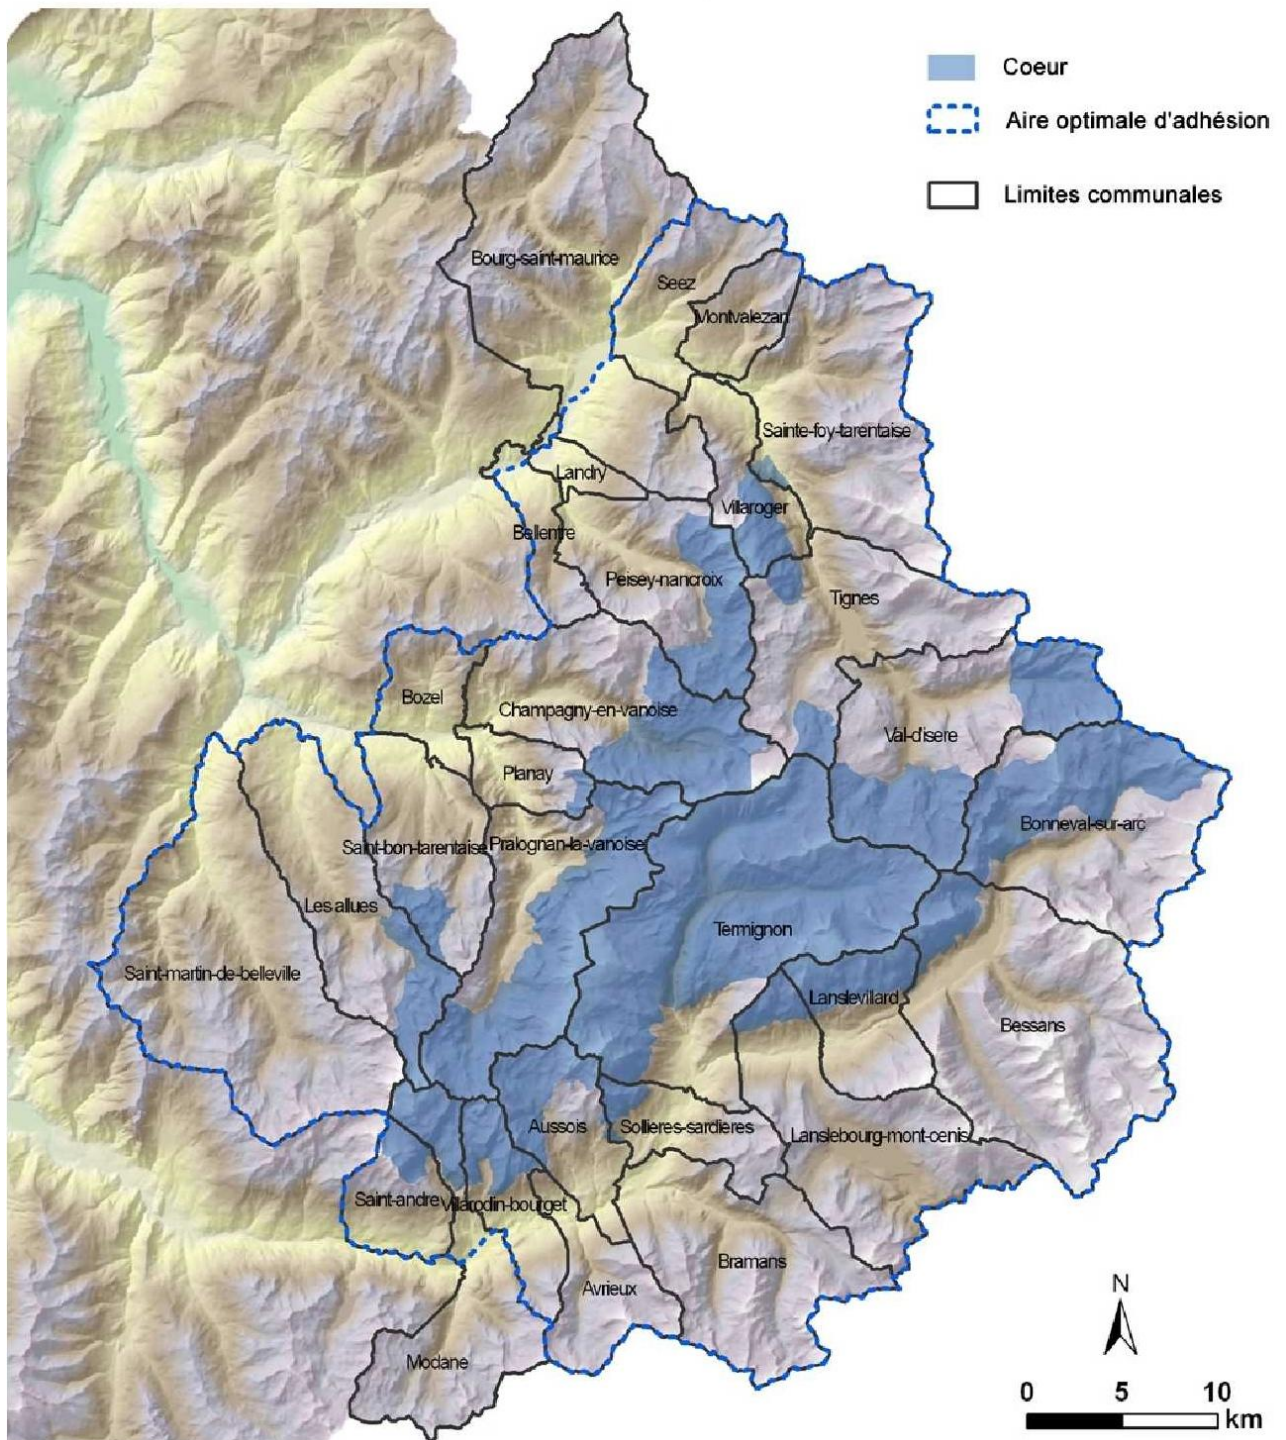 Coeur
Aire optimale d'adhésion
Limites communales
Bourg-saint-maurice
Seez
Montvalezan
Sainte-foy-tarentaise
Landry
Villaroger
Bellentre
Peisey-nancroix
Tignes
Bozel
Champagny-en-vanoise
Val-d'isere
Planay
Bonneval-sur-arc
Saint-bon-tarentaise
Pralognan-la-vanoise
Les allues
Termignon
Saint-martin-de-belleville
Lanslevillard
Bessans
Aussois
Sollieres-sardieres
Lanslebourg-mont-cenis
Saint-andre
Villarodin-bourget
Bramans
Avrieux
Modane
N
0 5 10
km